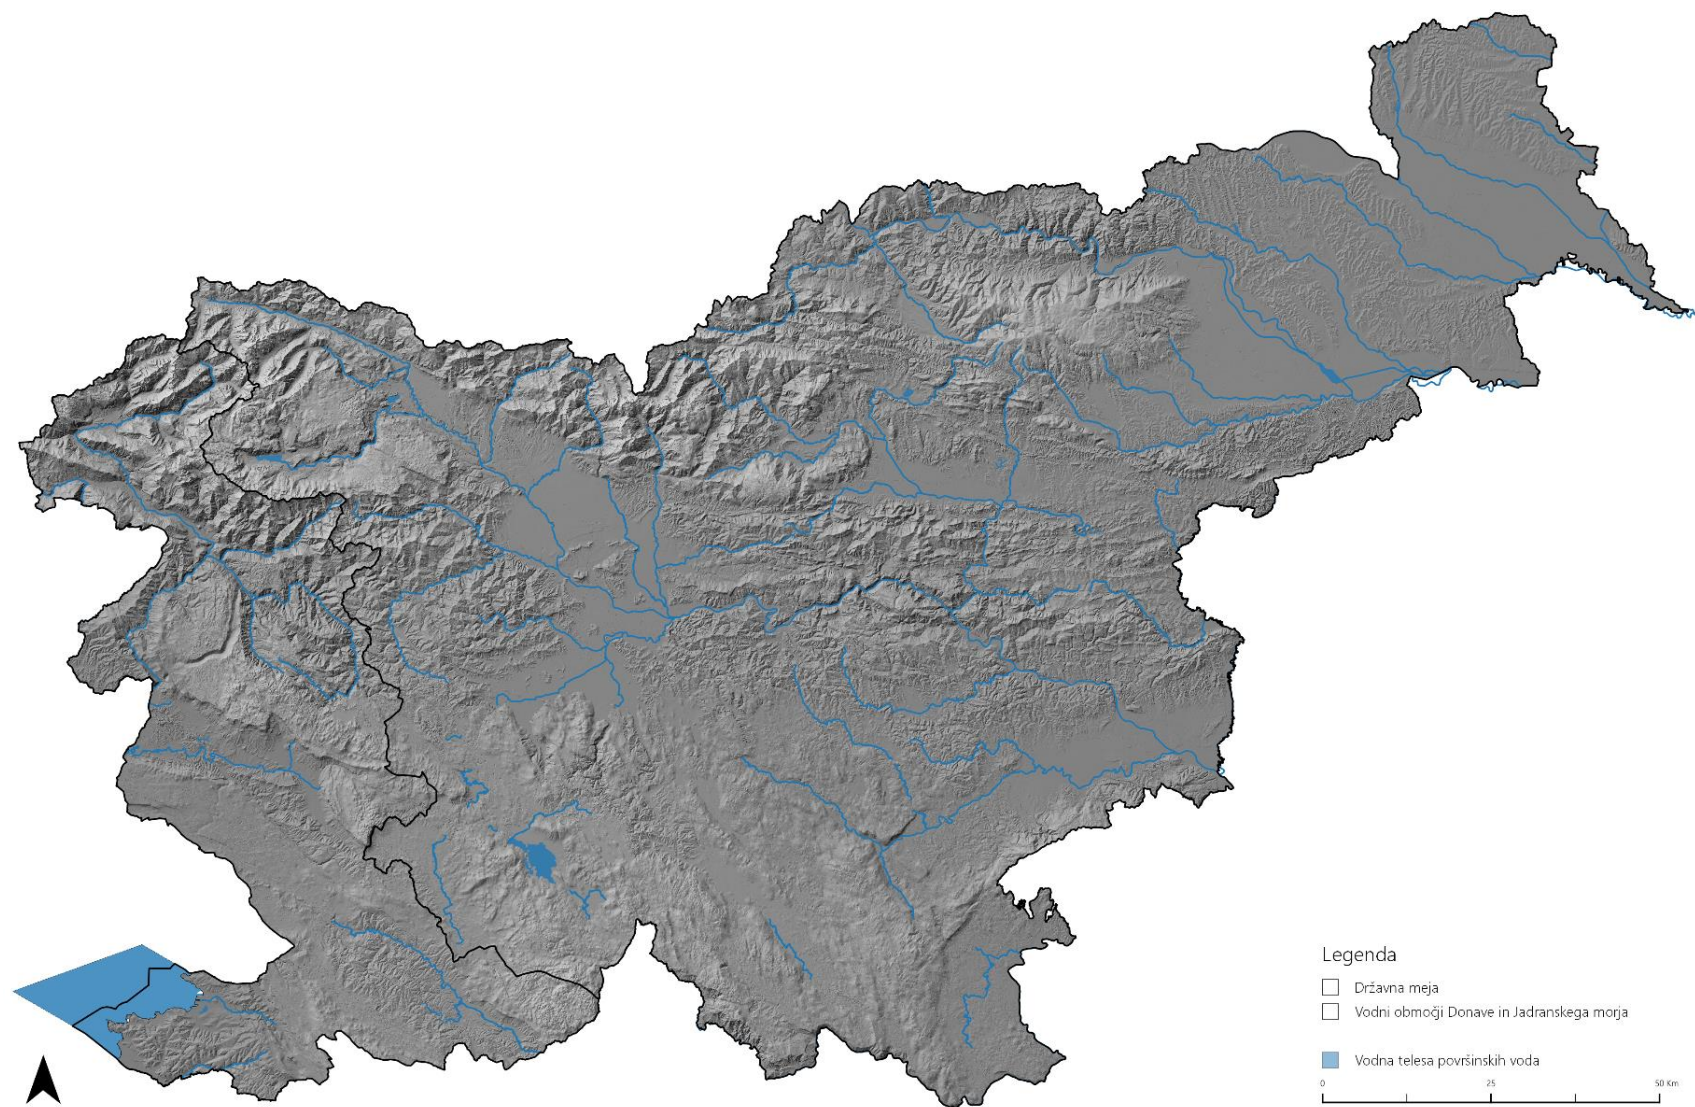 Legenda
Državna meja
Vodni območji Donave in Jadranskega morja
Vodna telesa površinskih voda
0 25 50 Km